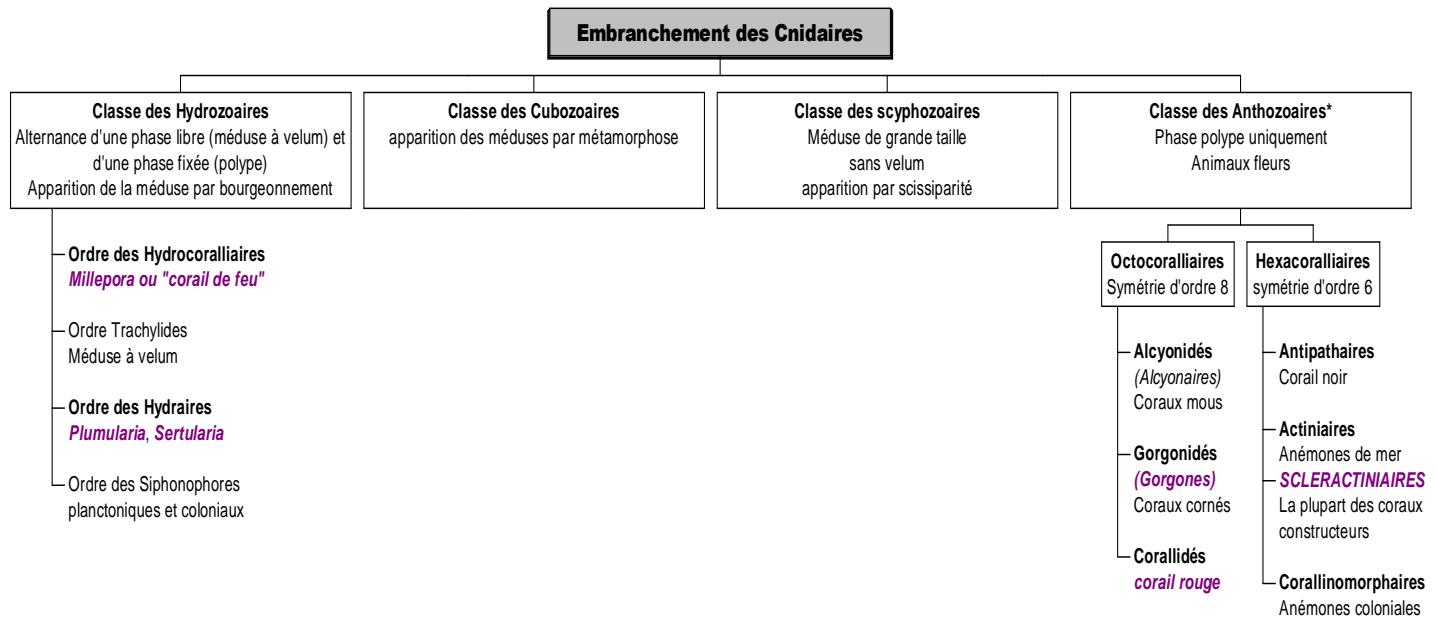 Embranchement des Cnidaires
Classe des Hydrozoaires
Alternance d'une phase libre (méduse à velum) et
d'une phase fixée (polype)
Apparition de la méduse par bourgeonnement
Classe des Cubozoaires
apparition des méduses par métamorphose
Classe des scyphozoaires
Méduse de grande taille
sans velum
apparition par scissiparité
Classe des Anthozoaires*
Phase polype uniquement
Animaux fleurs
Ordre des Hydrocoralliaires
Millepora ou "corail de feu"
Ordre Trachylides
Méduse à velum
Ordre des Hydraires
Plumularia, Sertularia
Ordre des Siphonophores
planctoniques et coloniaux
Octocoralliaires
Symétrie d'ordre 8
Alcyonidés
(Alcyonaires)
Coraux mous
Gorgonidés
(Gorgones)
Coraux cornés
Corallidés
corail rouge
Hexacoralliaires
symétrie d'ordre 6
Antipathaires
Corail noir
Actiniaires
Anémones de mer
SCLERACTINIAIRES
La plupart des coraux
constructeurs
Corallinomorphaires
Anémones coloniales